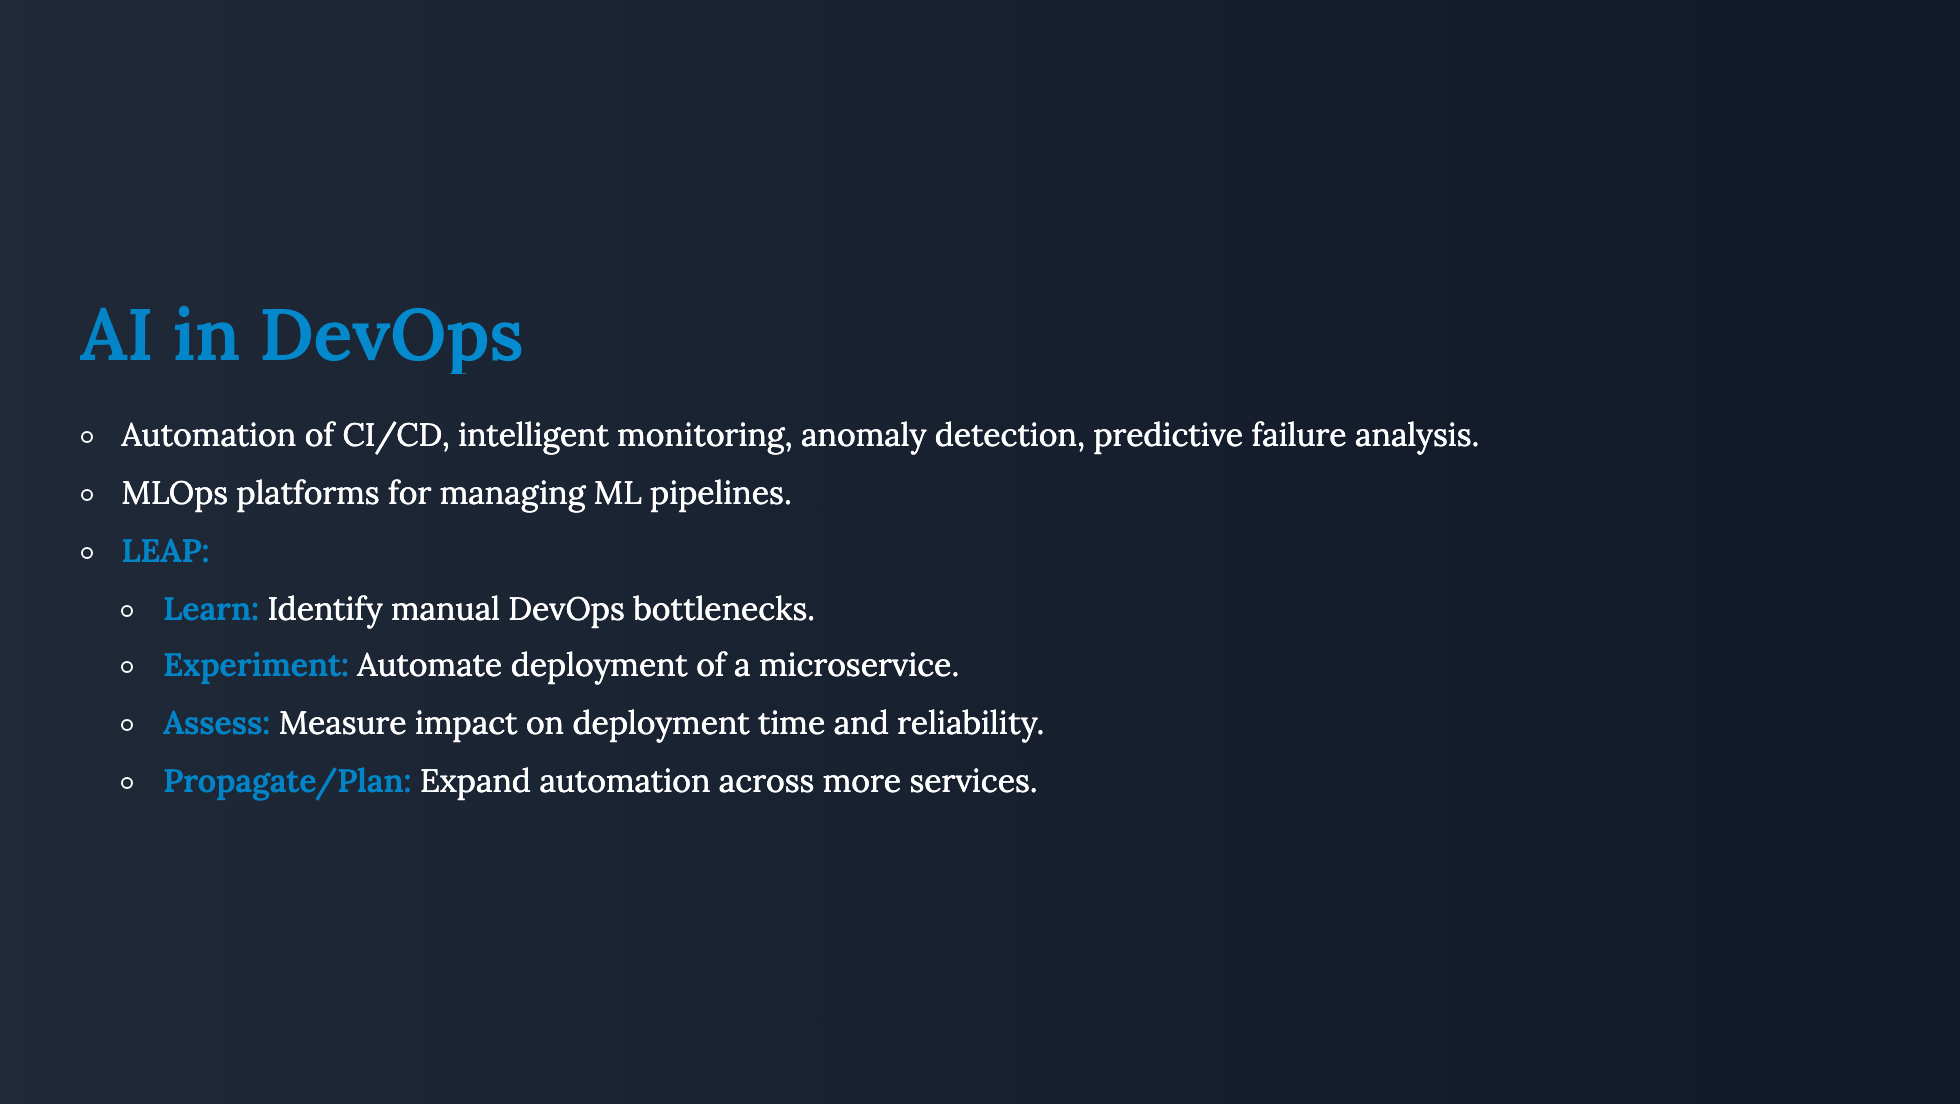 AI in DevOps
Automation of CI/CD, intelligent monitoring, anomaly detection, predictive failure analysis.
MLOps platforms for managing ML pipelines.
LEAP:
Learn: Identify manual DevOps bottlenecks.
Experiment: Automate deployment of a microservice.
Assess: Measure impact on deployment time and reliability.
Propagate/Plan: Expand automation across more services.